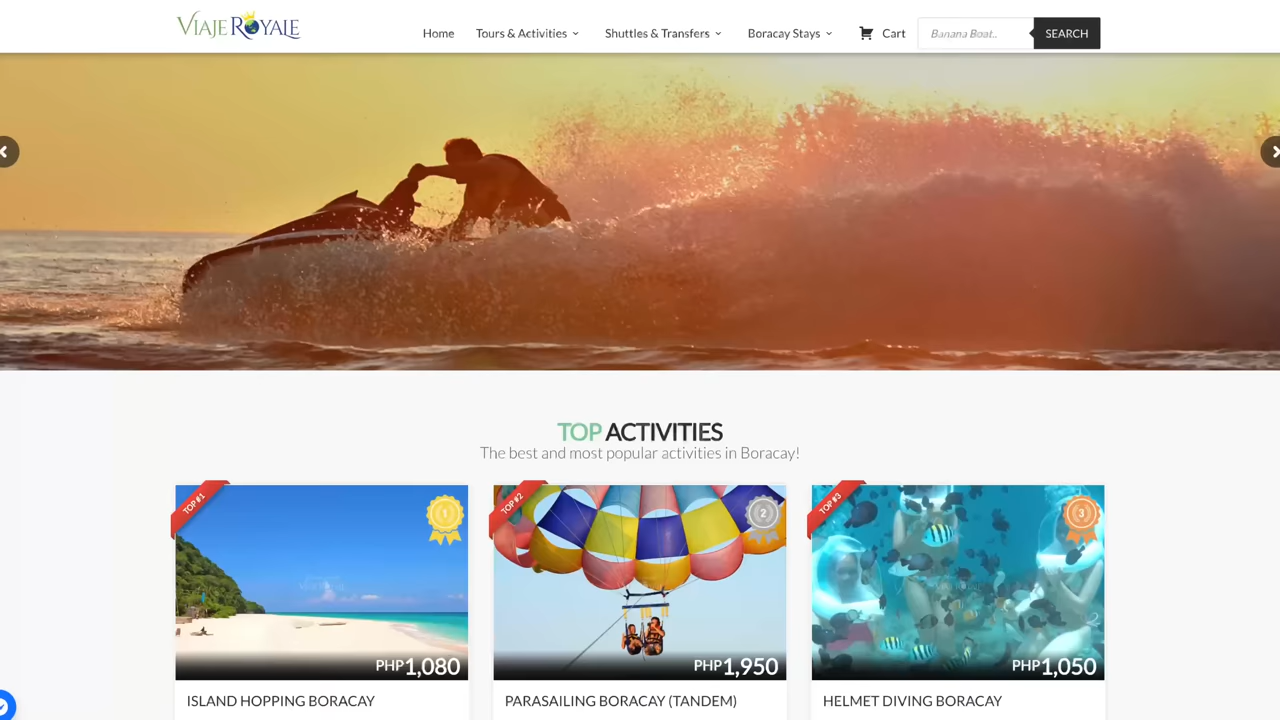 VIAJE ROYALE
Home
Tours & Activities
Shuttles & Transfers
Boracay Stays
Cart
Banana Boat..
SEARCH
TOP ACTIVITIES
The best and most popular activities in Boracay!
TOP #1
1
PHP1,080
ISLAND HOPPING BORACAY
TOP #2
2
PHP1,950
PARASAILING BORACAY (TANDEM)
TOP #3
3
PHP1,050
HELMET DIVING BORACAY